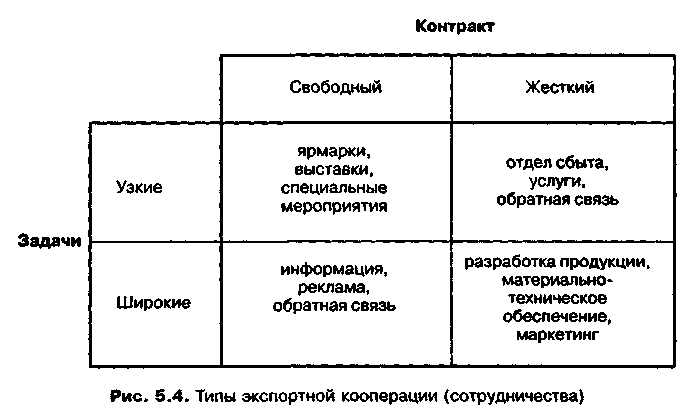 Контракт
Свободный
Жесткий
Задачи
Узкие
ярмарки,
выставки,
специальные
мероприятия
отдел сбыта,
услуги,
обратная связь
Широкие
информация,
реклама,
обратная связь
разработка продукции,
материально-
техническое
обеспечение,
маркетинг
Рис. 5.4. Типы экспортной кооперации (сотрудничества)